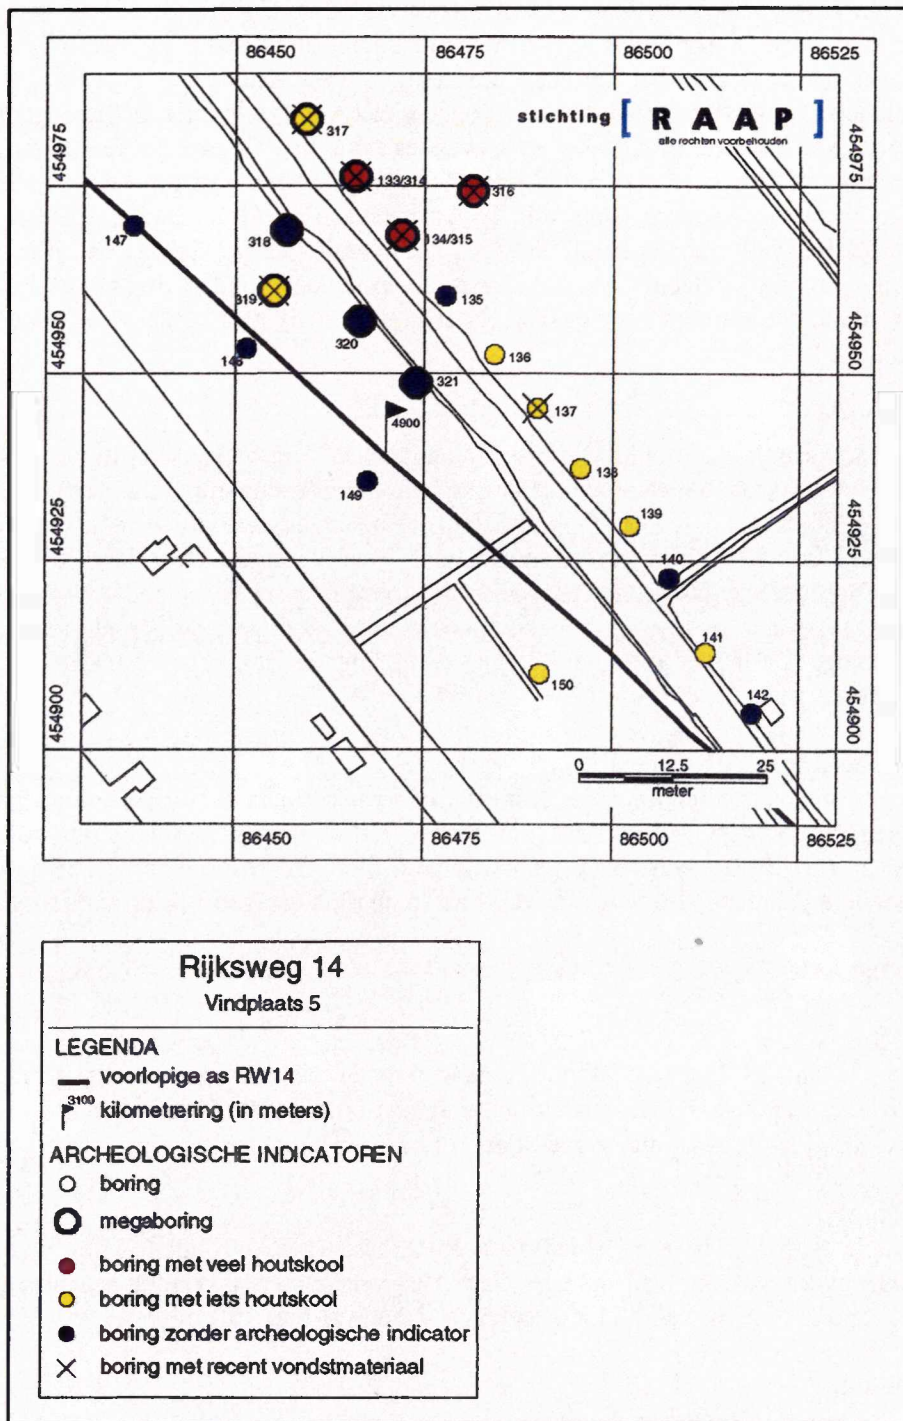 86450 86475 86500 86525
stichting [ RAAP ]
alle rechten voorbehouden
454975 454975
317
133/314
316
147
318
134/315
319
135
320
454950 454950
136
148
321
4900
137
138
149
139
454925 454925
140
141
150
142
454900 454900
0 12.5 25
meter
86450 86475 86500 86525
Rijksweg 14
Vindplaats 5
LEGENDA
voorlopige as RW14
3100 kilometrering (in meters)
ARCHEOLOGISCHE INDICATOREN
boring
megaboring
boring met veel houtskool
boring met iets houtskool
boring zonder archeologische indicator
boring met recent vondstmateriaal